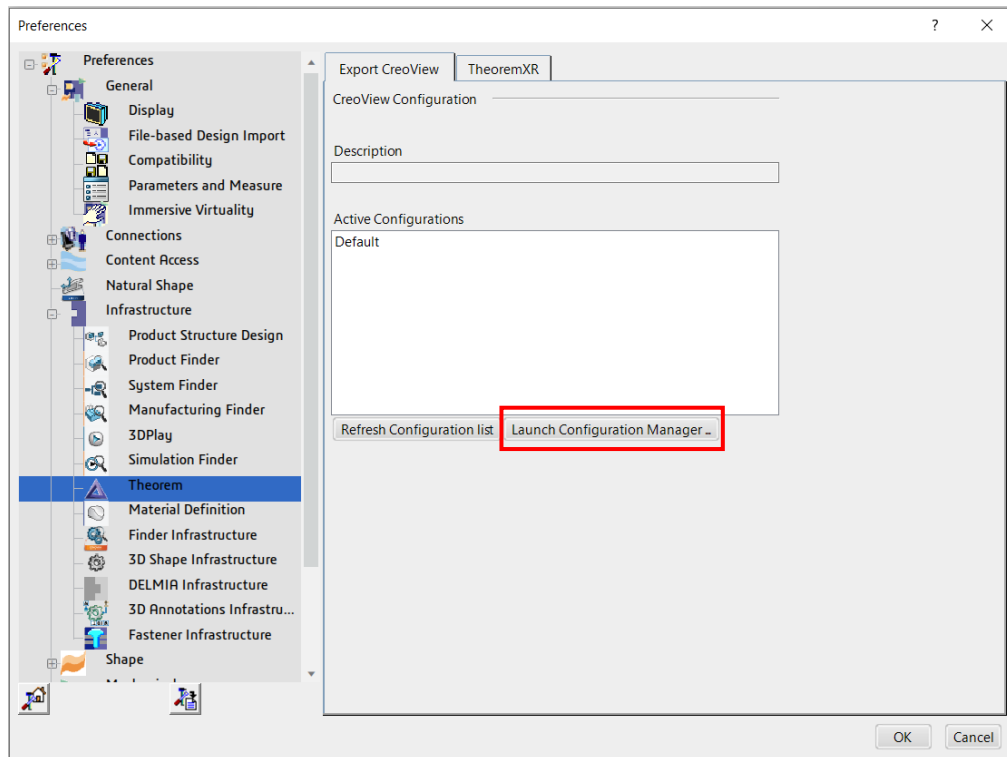 Preferences
?
Preferences
General
Display
File-based Design Import
Compatibility
Parameters and Measure
Immersive Virtuality
Connections
Content Access
Natural Shape
Infrastructure
Product Structure Design
Product Finder
System Finder
Manufacturing Finder
3DPlay
Simulation Finder
Theorem
Material Definition
Finder Infrastructure
3D Shape Infrastructure
DELMIA Infrastructure
3D Annotations Infrastru...
Fastener Infrastructure
Shape
Export CreoView
TheoremXR
CreoView Configuration
Description
Active Configurations
Default
Refresh Configuration list
Launch Configuration Manager ...
OK
Cancel